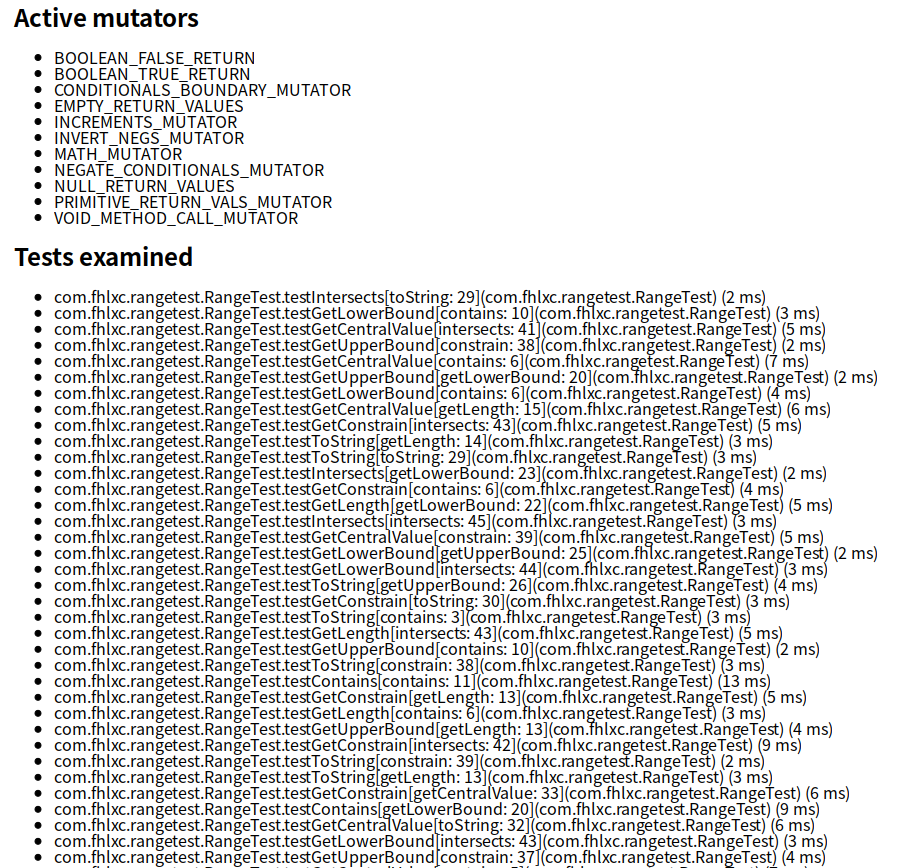 Active mutators
BOOLEAN_FALSE_RETURN
BOOLEAN_TRUE_RETURN
CONDITIONALS_BOUNDARY_MUTATOR
EMPTY_RETURN_VALUES
INCREMENTS_MUTATOR
INVERT_NEGS_MUTATOR
MATH_MUTATOR
NEGATE_CONDITIONALS_MUTATOR
NULL_RETURN_VALUES
PRIMITIVE_RETURN_VALS_MUTATOR
VOID_METHOD_CALL_MUTATOR
Tests examined
com.fhlxc.rangetest.RangeTest.testIntersects[toString: 29](com.fhlxc.rangetest.RangeTest) (2 ms)
com.fhlxc.rangetest.RangeTest.testGetLowerBound[contains: 10](com.fhlxc.rangetest.RangeTest) (3 ms)
com.fhlxc.rangetest.RangeTest.testGetCentralValue[intersects: 41](com.fhlxc.rangetest.RangeTest) (5 ms)
com.fhlxc.rangetest.RangeTest.testGetUpperBound[constrain: 38](com.fhlxc.rangetest.RangeTest) (2 ms)
com.fhlxc.rangetest.RangeTest.testGetCentralValue[contains: 6](com.fhlxc.rangetest.RangeTest) (7 ms)
com.fhlxc.rangetest.RangeTest.testGetUpperBound[getLowerBound: 20](com.fhlxc.rangetest.RangeTest) (2 ms)
com.fhlxc.rangetest.RangeTest.testGetLowerBound[contains: 6](com.fhlxc.rangetest.RangeTest) (4 ms)
com.fhlxc.rangetest.RangeTest.testGetCentralValue[getLength: 15](com.fhlxc.rangetest.RangeTest) (6 ms)
com.fhlxc.rangetest.RangeTest.testGetConstrain[intersects: 43](com.fhlxc.rangetest.RangeTest) (5 ms)
com.fhlxc.rangetest.RangeTest.testToString[getLength: 14](com.fhlxc.rangetest.RangeTest) (3 ms)
com.fhlxc.rangetest.RangeTest.testToString[toString: 29](com.fhlxc.rangetest.RangeTest) (3 ms)
com.fhlxc.rangetest.RangeTest.testIntersects[getLowerBound: 23](com.fhlxc.rangetest.RangeTest) (2 ms)
com.fhlxc.rangetest.RangeTest.testGetConstrain[contains: 6](com.fhlxc.rangetest.RangeTest) (4 ms)
com.fhlxc.rangetest.RangeTest.testGetLength[getLowerBound: 22](com.fhlxc.rangetest.RangeTest) (5 ms)
com.fhlxc.rangetest.RangeTest.testIntersects[intersects: 45](com.fhlxc.rangetest.RangeTest) (3 ms)
com.fhlxc.rangetest.RangeTest.testGetCentralValue[constrain: 39](com.fhlxc.rangetest.RangeTest) (5 ms)
com.fhlxc.rangetest.RangeTest.testGetLowerBound[getUpperBound: 25](com.fhlxc.rangetest.RangeTest) (2 ms)
com.fhlxc.rangetest.RangeTest.testGetLowerBound[intersects: 44](com.fhlxc.rangetest.RangeTest) (3 ms)
com.fhlxc.rangetest.RangeTest.testToString[getUpperBound: 26](com.fhlxc.rangetest.RangeTest) (4 ms)
com.fhlxc.rangetest.RangeTest.testGetConstrain[toString: 30](com.fhlxc.rangetest.RangeTest) (3 ms)
com.fhlxc.rangetest.RangeTest.testToString[contains: 3](com.fhlxc.rangetest.RangeTest) (3 ms)
com.fhlxc.rangetest.RangeTest.testGetLength[intersects: 43](com.fhlxc.rangetest.RangeTest) (5 ms)
com.fhlxc.rangetest.RangeTest.testGetUpperBound[contains: 10](com.fhlxc.rangetest.RangeTest) (2 ms)
com.fhlxc.rangetest.RangeTest.testToString[constrain: 38](com.fhlxc.rangetest.RangeTest) (3 ms)
com.fhlxc.rangetest.RangeTest.testContains[contains: 11](com.fhlxc.rangetest.RangeTest) (13 ms)
com.fhlxc.rangetest.RangeTest.testGetConstrain[getLength: 13](com.fhlxc.rangetest.RangeTest) (5 ms)
com.fhlxc.rangetest.RangeTest.testGetLength[contains: 6](com.fhlxc.rangetest.RangeTest) (3 ms)
com.fhlxc.rangetest.RangeTest.testGetUpperBound[getLength: 13](com.fhlxc.rangetest.RangeTest) (4 ms)
com.fhlxc.rangetest.RangeTest.testGetConstrain[intersects: 42](com.fhlxc.rangetest.RangeTest) (9 ms)
com.fhlxc.rangetest.RangeTest.testToString[constrain: 39](com.fhlxc.rangetest.RangeTest) (2 ms)
com.fhlxc.rangetest.RangeTest.testToString[getLength: 13](com.fhlxc.rangetest.RangeTest) (3 ms)
com.fhlxc.rangetest.RangeTest.testGetConstrain[getCentralValue: 33](com.fhlxc.rangetest.RangeTest) (6 ms)
com.fhlxc.rangetest.RangeTest.testContains[getLowerBound: 20](com.fhlxc.rangetest.RangeTest) (9 ms)
com.fhlxc.rangetest.RangeTest.testGetCentralValue[toString: 32](com.fhlxc.rangetest.RangeTest) (6 ms)
com.fhlxc.rangetest.RangeTest.testGetLowerBound[intersects: 43](com.fhlxc.rangetest.RangeTest) (3 ms)
com.fhlxc.rangetest.RangeTest.testGetUpperBound[constrain: 37](com.fhlxc.rangetest.RangeTest) (4 ms)